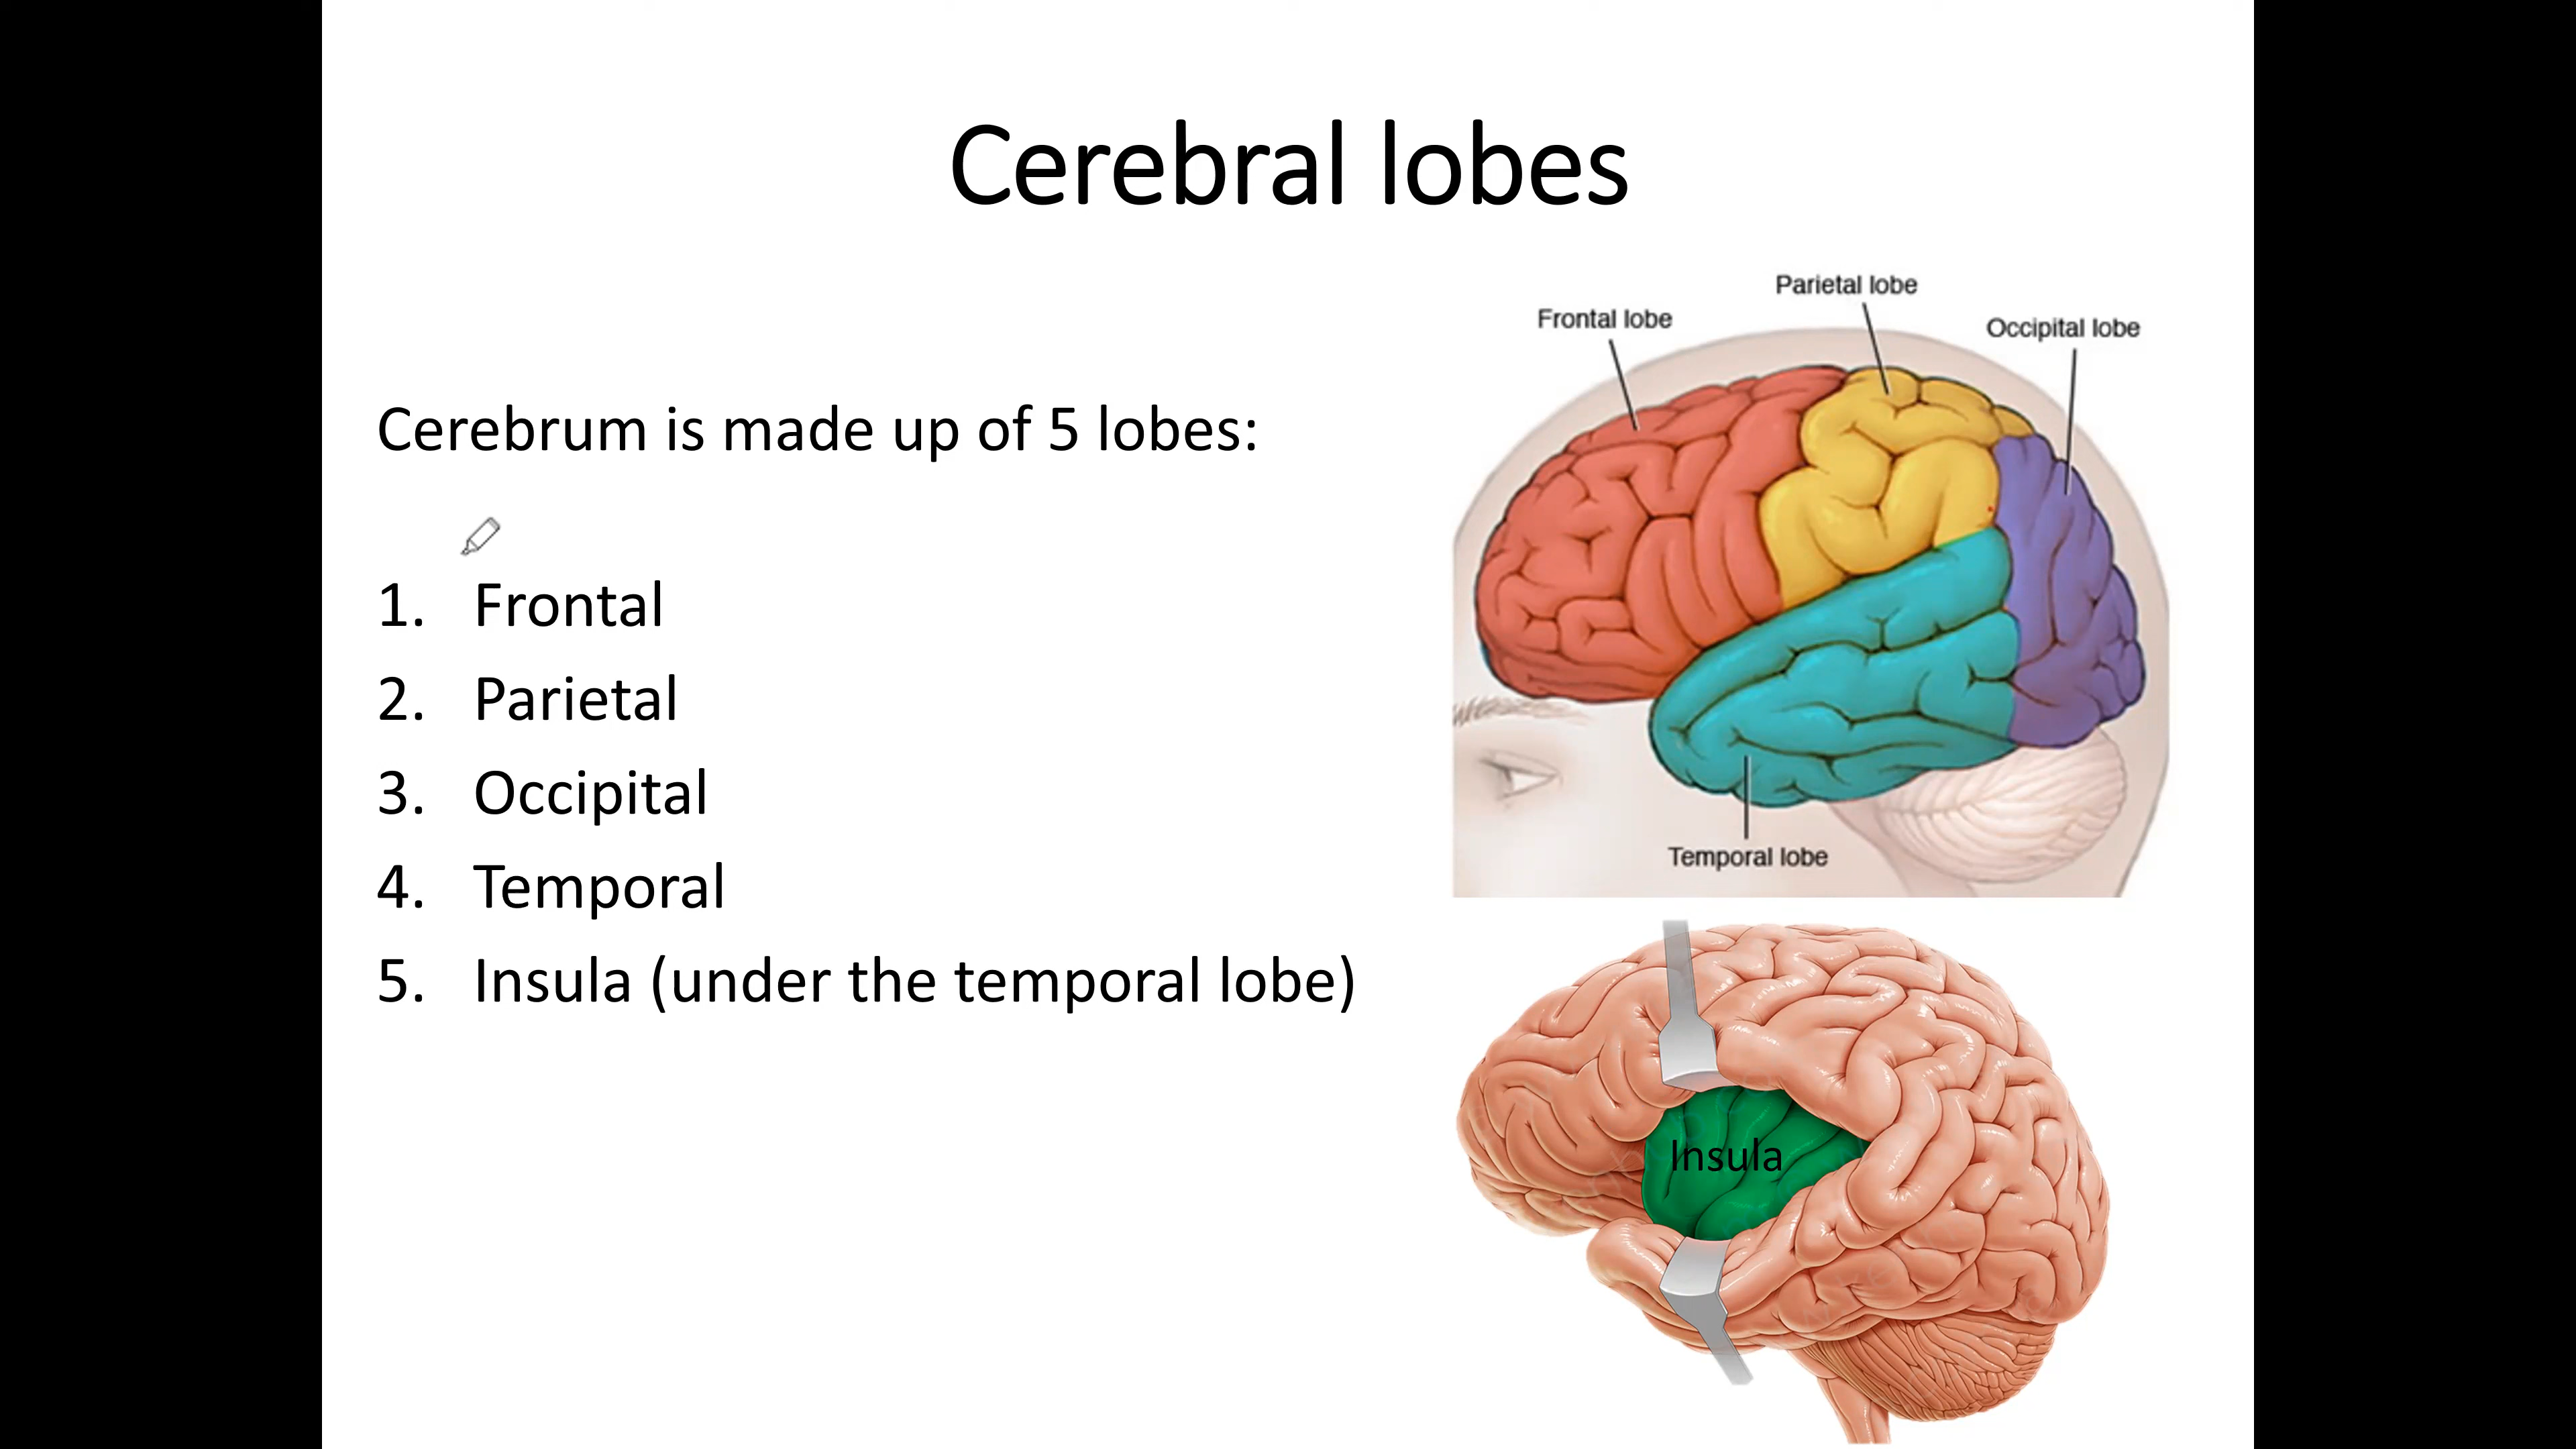 Cerebral lobes
Cerebrum is made up of 5 lobes:
1. Frontal
2. Parietal
3. Occipital
4. Temporal
5. Insula (under the temporal lobe)
Parietal lobe
Frontal lobe
Occipital lobe
Temporal lobe
Insula